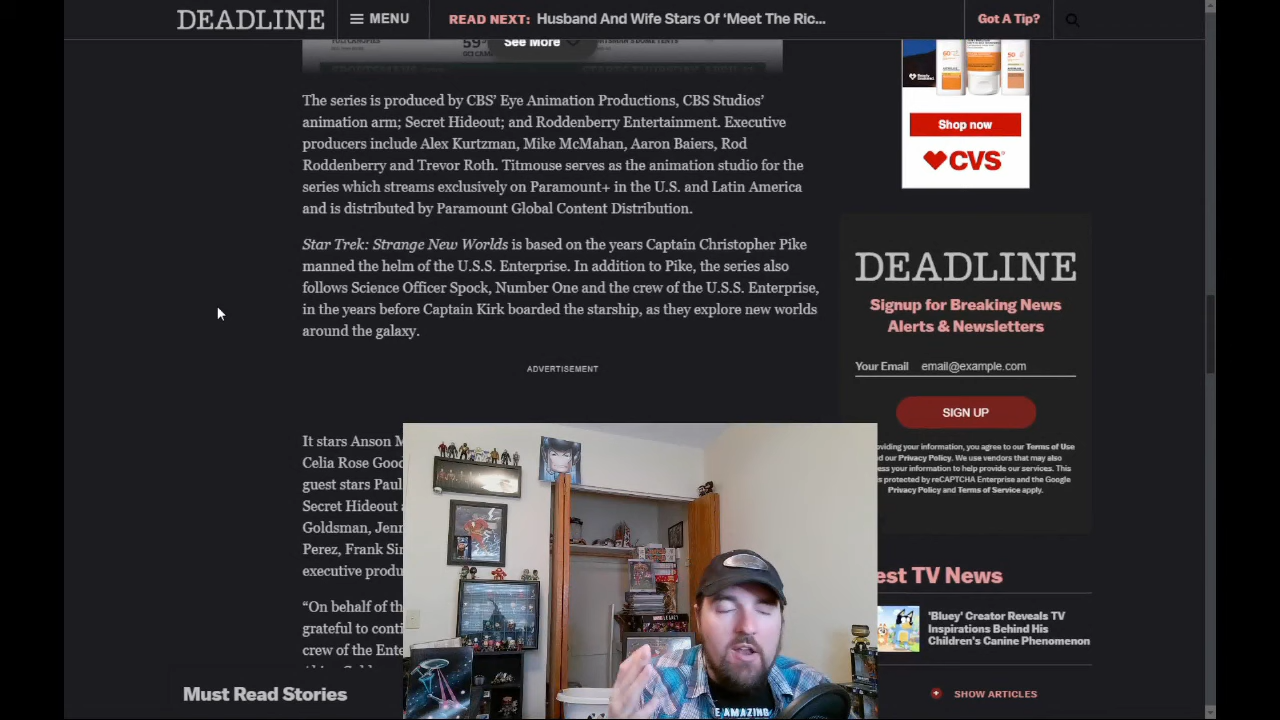 DEADLINE
MENU
READ NEXT: Husband And Wife Stars Of ‘Meet The Ric...
Got A Tip?
See More
The series is produced by CBS’ Eye Animation Productions, CBS Studios’
animation arm; Secret Hideout; and Roddenberry Entertainment. Executive
producers include Alex Kurtzman, Mike McMahan, Aaron Baiers, Rod
Roddenberry and Trevor Roth. Titmouse serves as the animation studio for the
series which streams exclusively on Paramount+ in the U.S. and Latin America
and is distributed by Paramount Global Content Distribution.
Star Trek: Strange New Worlds is based on the years Captain Christopher Pike
manned the helm of the U.S.S. Enterprise. In addition to Pike, the series also
follows Science Officer Spock, Number One and the crew of the U.S.S. Enterprise,
in the years before Captain Kirk boarded the starship, as they explore new worlds
around the galaxy.
ADVERTISEMENT
It stars Anson M
Celia Rose Good
guest stars Paul
Secret Hideout a
Goldsman, Jenn
Perez, Frank Sir
executive produ
“On behalf of th
grateful to conti
crew of the Ente
Must Read Stories
60
50
Shop now
CVS
DEADLINE
Signup for Breaking News
Alerts & Newsletters
Your Email email@example.com
SIGN UP
oviding your information, you agree to our Terms of Use
d our Privacy Policy. We use vendors that may also
ess your information to help provide our services. This
s protected by reCAPTCHA Enterprise and the Google
Privacy Policy and Terms of Service apply.
est TV News
'Bluey' Creator Reveals TV
Inspirations Behind His
Children's Canine Phenomenon
SHOW ARTICLES
E AMAZING